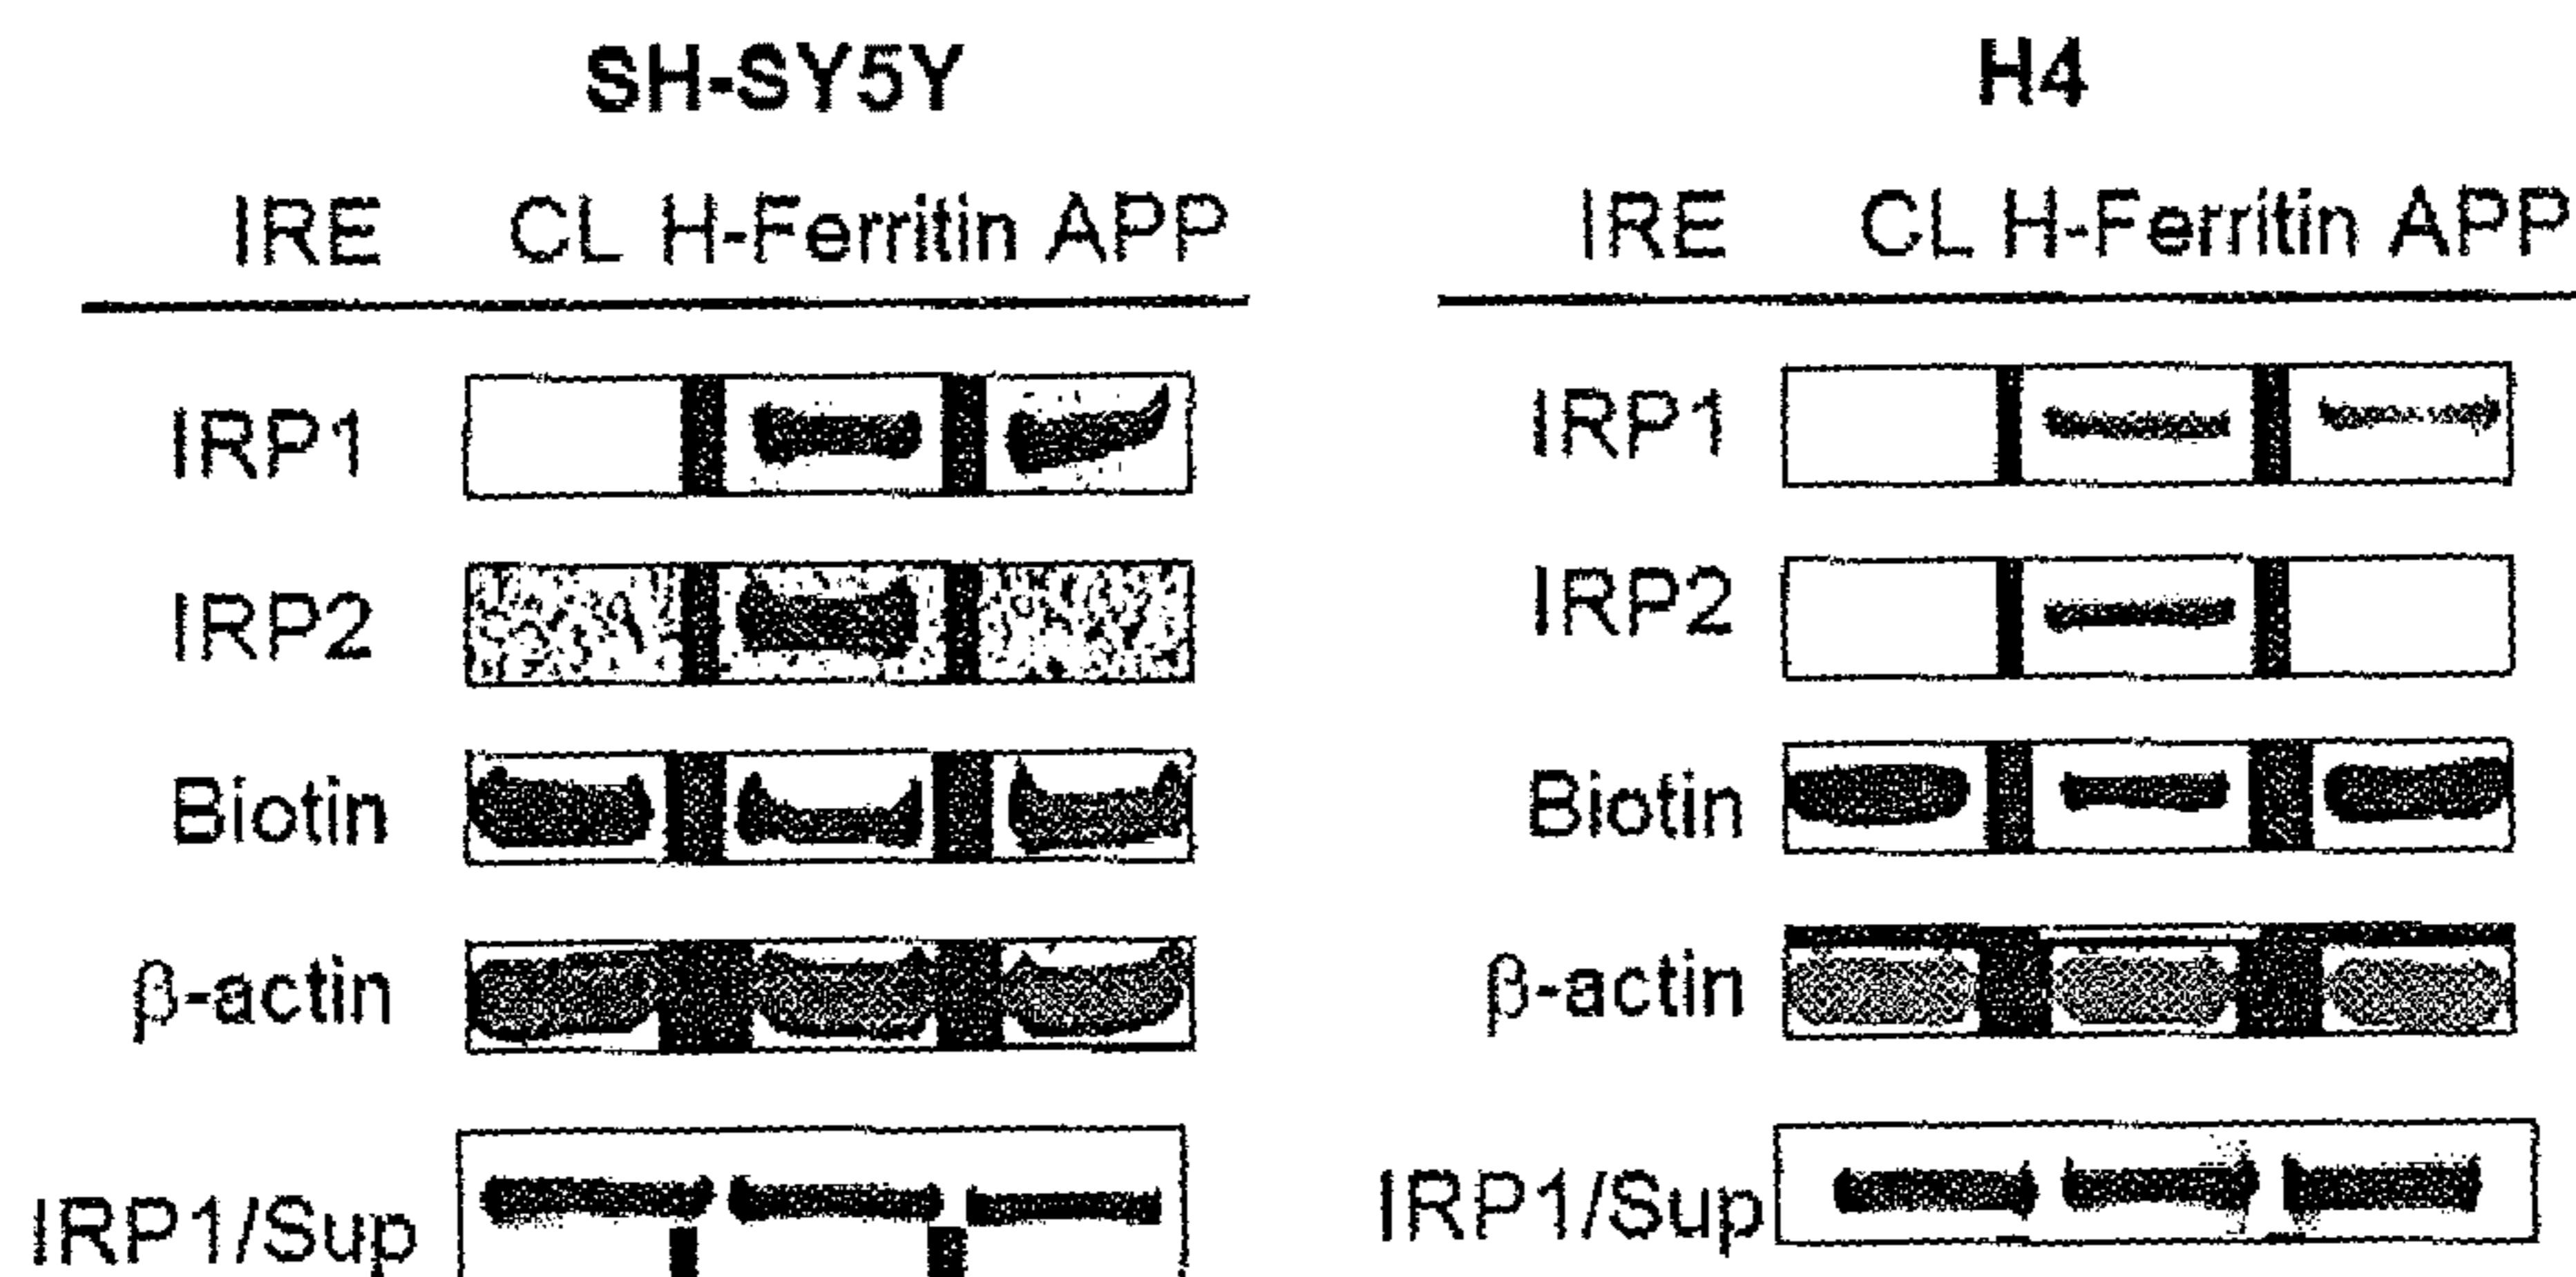 SH-SY5Y H4
IRE CL H-Ferritin APP IRE CL H-Ferritin APP
IRP1 IRP1
IRP2 IRP2
Biotin Biotin
β-actin β-actin
IRP1/Sup IRP1/Sup